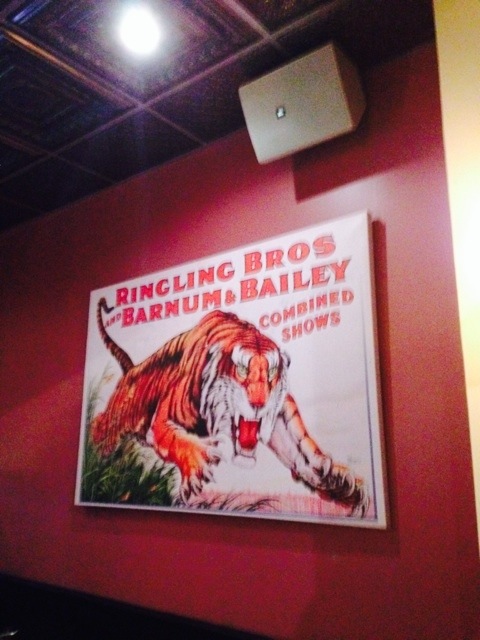 RINGLING BROS
AND BARNUM & BAILEY
COMBINED
SHOWS